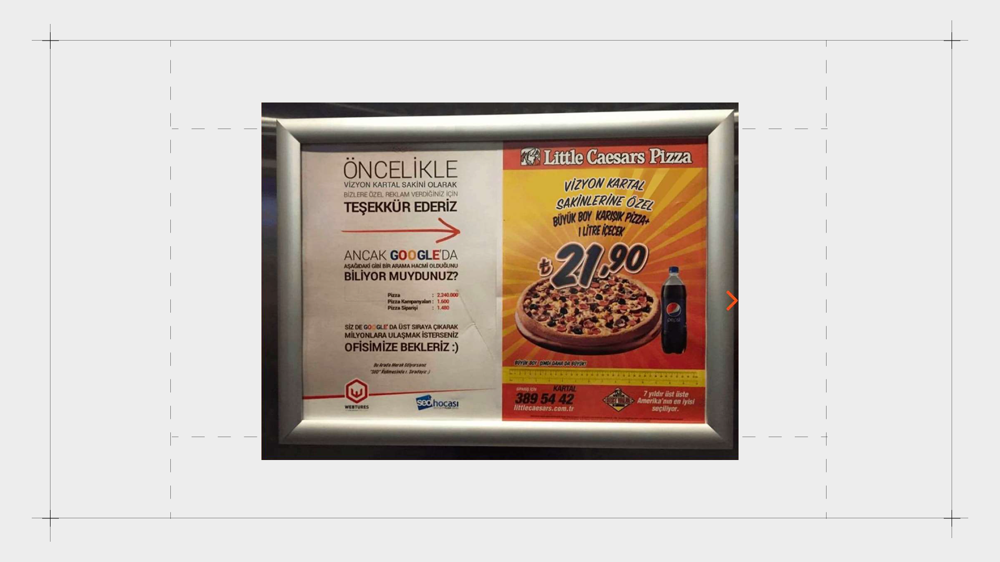 ÖNCELİKLE
VİZYON KARTAL SAKİNİ OLARAK
BİZLERE ÖZEL REKLAM VERDİĞİNİZ İÇİN
TEŞEKKÜR EDERİZ
ANCAK GOOGLE'DA
AŞAĞIDAKİ GİBİ BİR ARAMA HACMİ OLDUĞUNU
BİLİYOR MUYDUNUZ?
Pizza : 2.240.000
Pizza Kampanyaları : 1.600
Pizza Siparişi : 1.480
SİZ DE GOOGLE' DA ÜST SIRAYA ÇIKARAK
MİLYONLARA ULAŞMAK İSTERSENİZ
OFİSİMİZE BEKLERİZ :)
Bu Arada Merak Ediyorsanız
"SEO" Kelimesinde 1. Sıradayız :)
WEBTURES
seo hocası
Little Caesars Pizza
VİZYON KARTAL
SAKİNLERİNE ÖZEL
BÜYÜK BOY KARIŞIK PİZZA+
1 LİTRE İÇECEK
₺21,90
pepsi
BÜYÜK BOY ŞİMDİ DAHA DA BÜYÜK!
SİPARİŞ İÇİN KARTAL
389 54 42
littlecaesars.com.tr
7 yıldır üst üste
Amerika'nın en iyisi
seçiliyor.